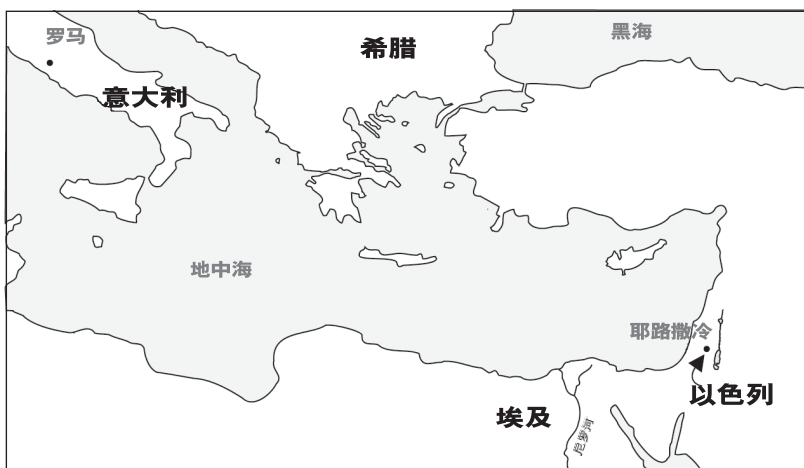 罗马
黑海
希腊
意大利
地中海
耶路撒冷
以色列
埃及
尼罗河